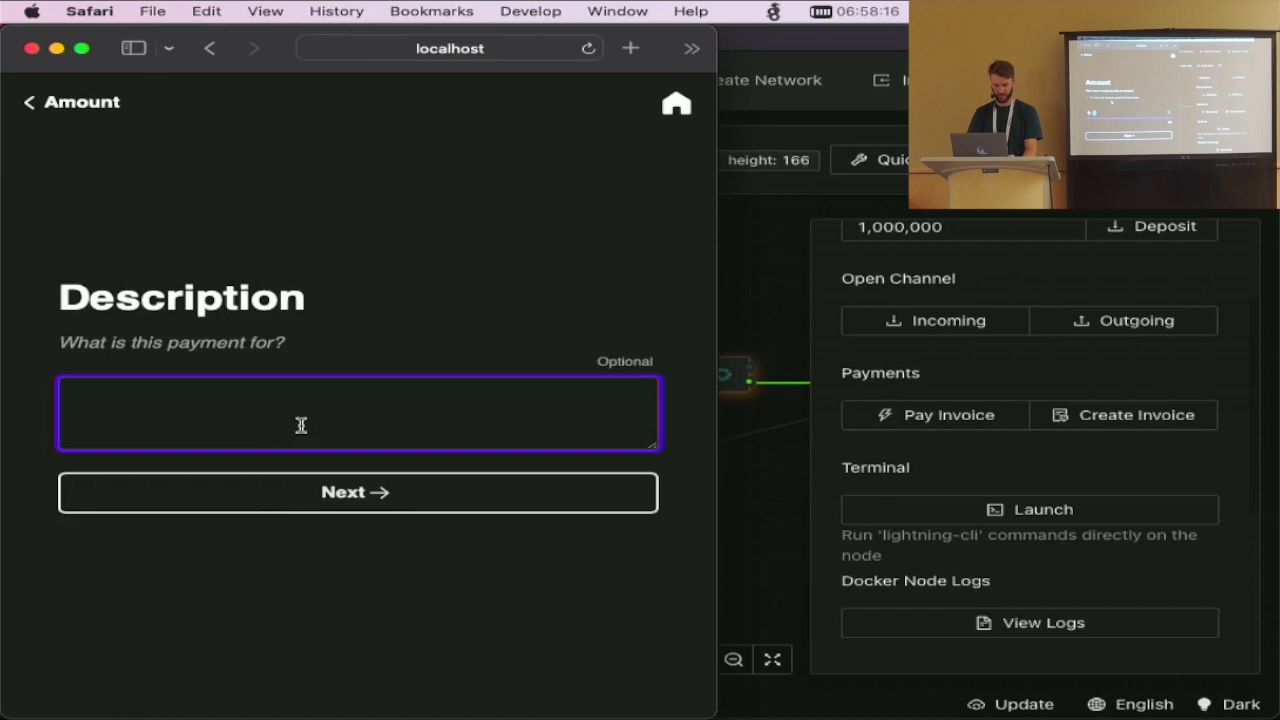 Safari File Edit View History Bookmarks Develop Window Help 06:58:16
localhost
Amount
eate Network
height: 166
Quic
Amount
Description
What is this payment for?
Optional
Next →
1,000,000
Deposit
Open Channel
Incoming
Outgoing
Payments
Pay Invoice
Create Invoice
Terminal
Launch
Run 'lightning-cli' commands directly on the
node
Docker Node Logs
View Logs
Update
English
Dark